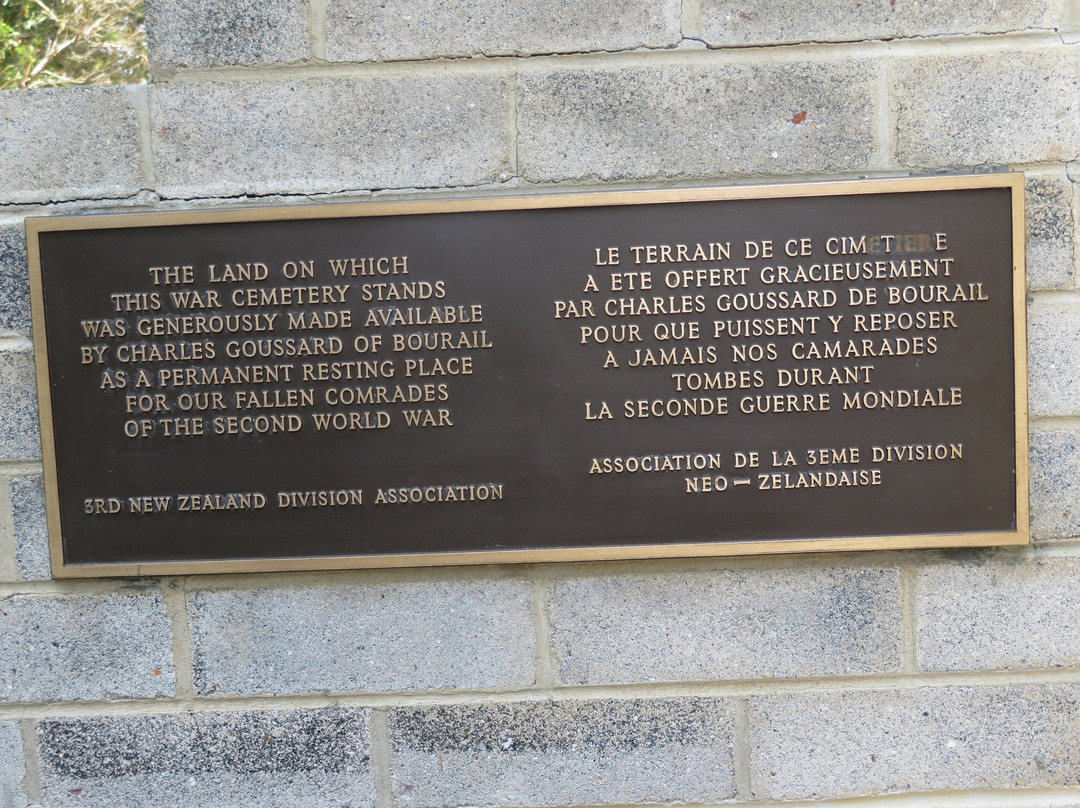 THE LAND ON WHICH
THIS WAR CEMETERY STANDS
WAS GENEROUSLY MADE AVAILABLE
BY CHARLES GOUSSARD OF BOURAIL
AS A PERMANENT RESTING PLACE
FOR OUR FALLEN COMRADES
OF THE SECOND WORLD WAR
3RD NEW ZEALAND DIVISION ASSOCIATION
LE TERRAIN DE CE CIMETIERE
A ETE OFFERT GRACIEUSEMENT
PAR CHARLES GOUSSARD DE BOURAIL
POUR QUE PUISSENT Y REPOSER
A JAMAIS NOS CAMARADES
TOMBES DURANT
LA SECONDE GUERRE MONDIALE
ASSOCIATION DE LA 3EME DIVISION
NEO - ZELANDAISE